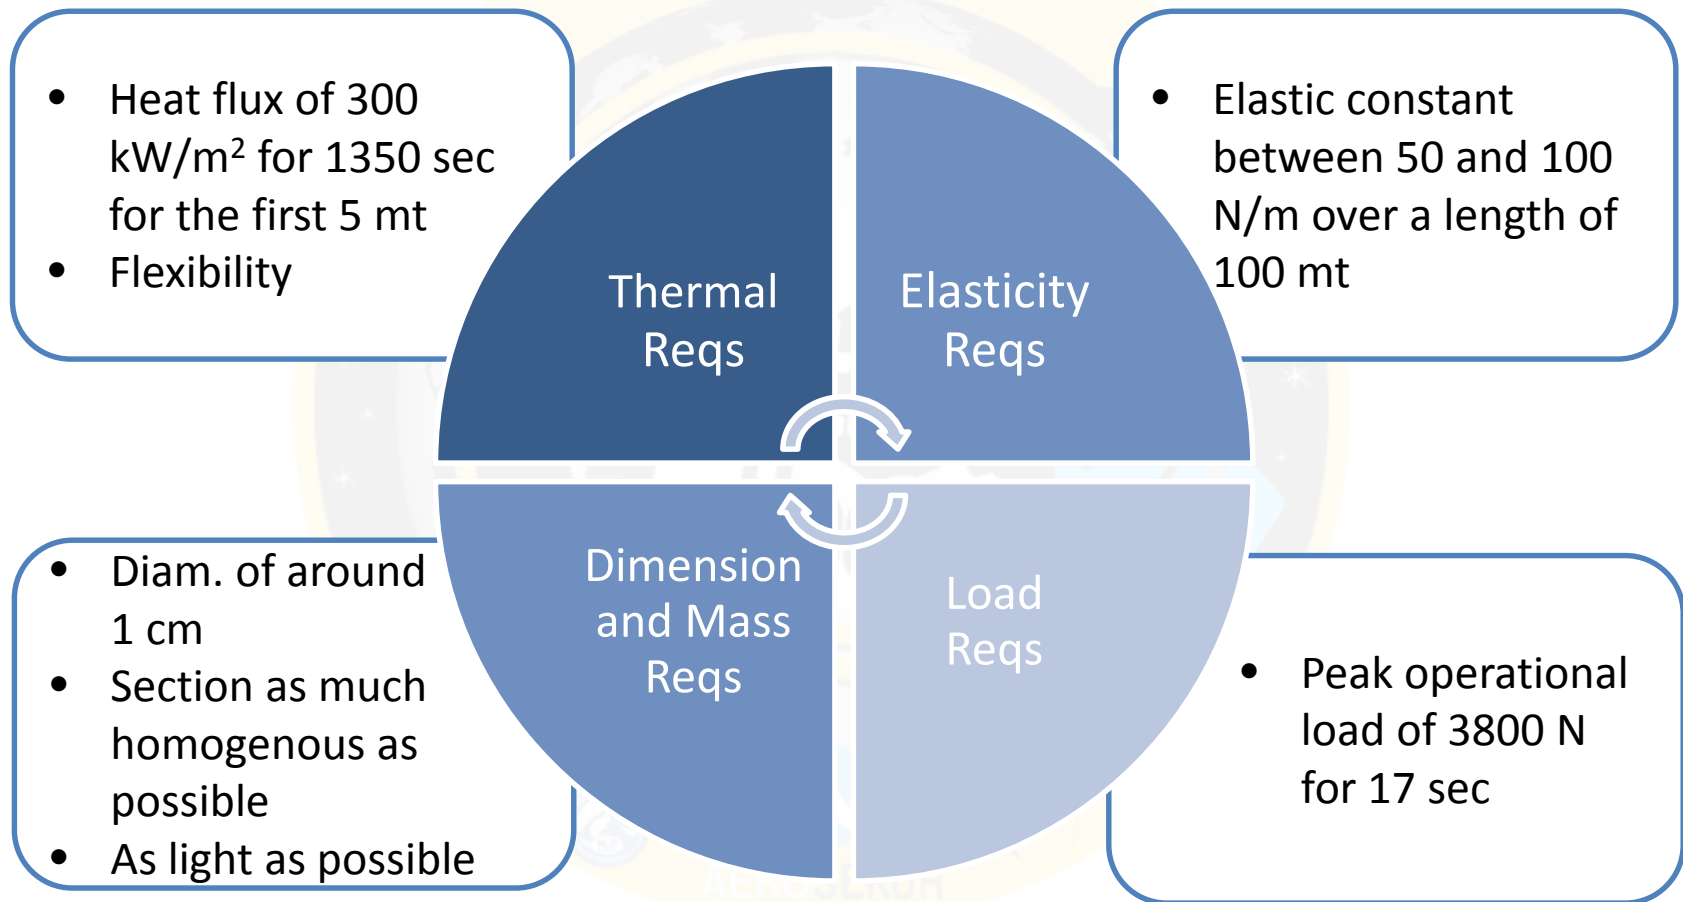 • Heat flux of 300
kW/m² for 1350 sec
for the first 5 mt
• Flexibility
• Elastic constant
between 50 and 100
N/m over a length of
100 mt
Thermal
Reqs
Elasticity
Reqs
Dimension
and Mass
Reqs
Load
Reqs
• Diam. of around
1 cm
• Section as much
homogenous as
possible
• As light as possible
• Peak operational
load of 3800 N
for 17 sec
AEROSEKUR